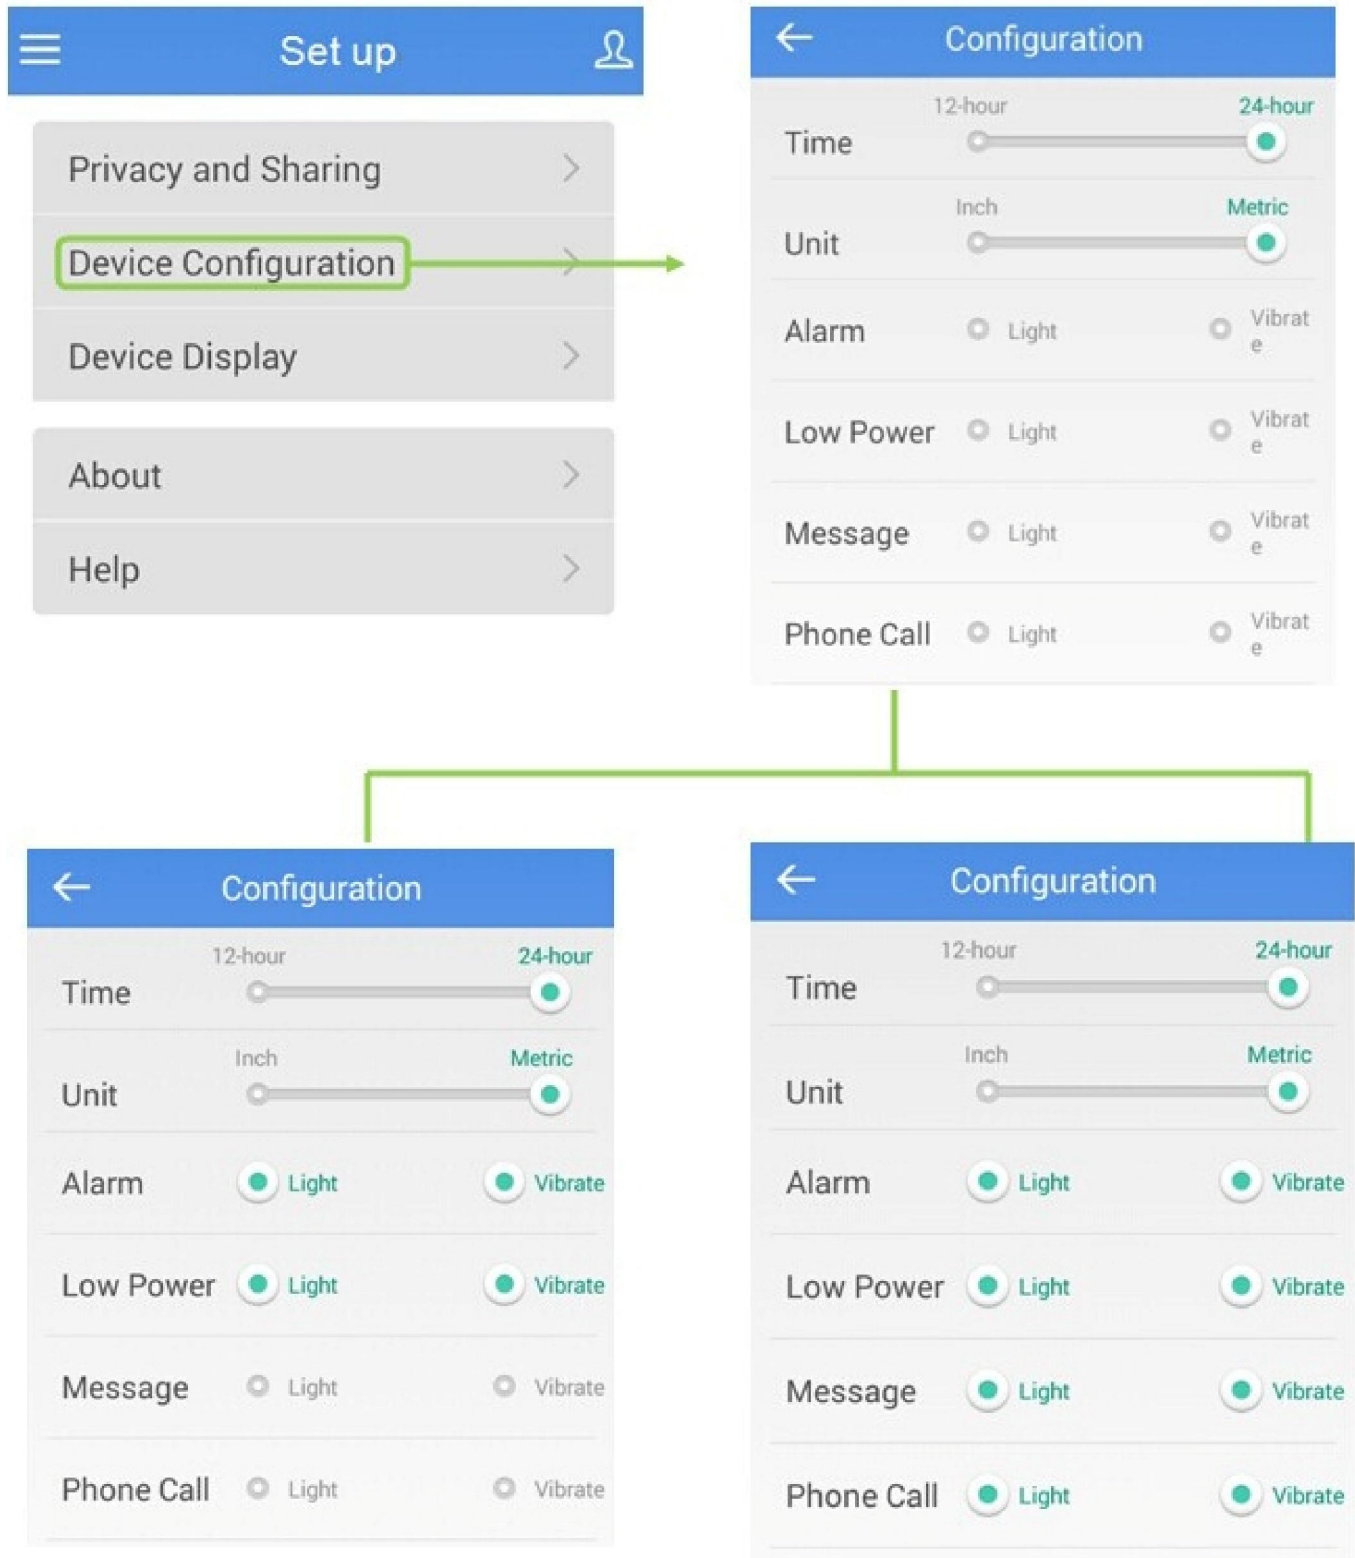 Set up
Privacy and Sharing
Device Configuration
Device Display
About
Help
Configuration
12-hour 24-hour
Time
Inch Metric
Unit
Alarm Light Vibrat
e
Low Power Light Vibrat
e
Message Light Vibrat
e
Phone Call Light Vibrat
e
Configuration
12-hour 24-hour
Time
Inch Metric
Unit
Alarm Light Vibrate
Low Power Light Vibrate
Message Light Vibrate
Phone Call Light Vibrate
Configuration
12-hour 24-hour
Time
Inch Metric
Unit
Alarm Light Vibrate
Low Power Light Vibrate
Message Light Vibrate
Phone Call Light Vibrate